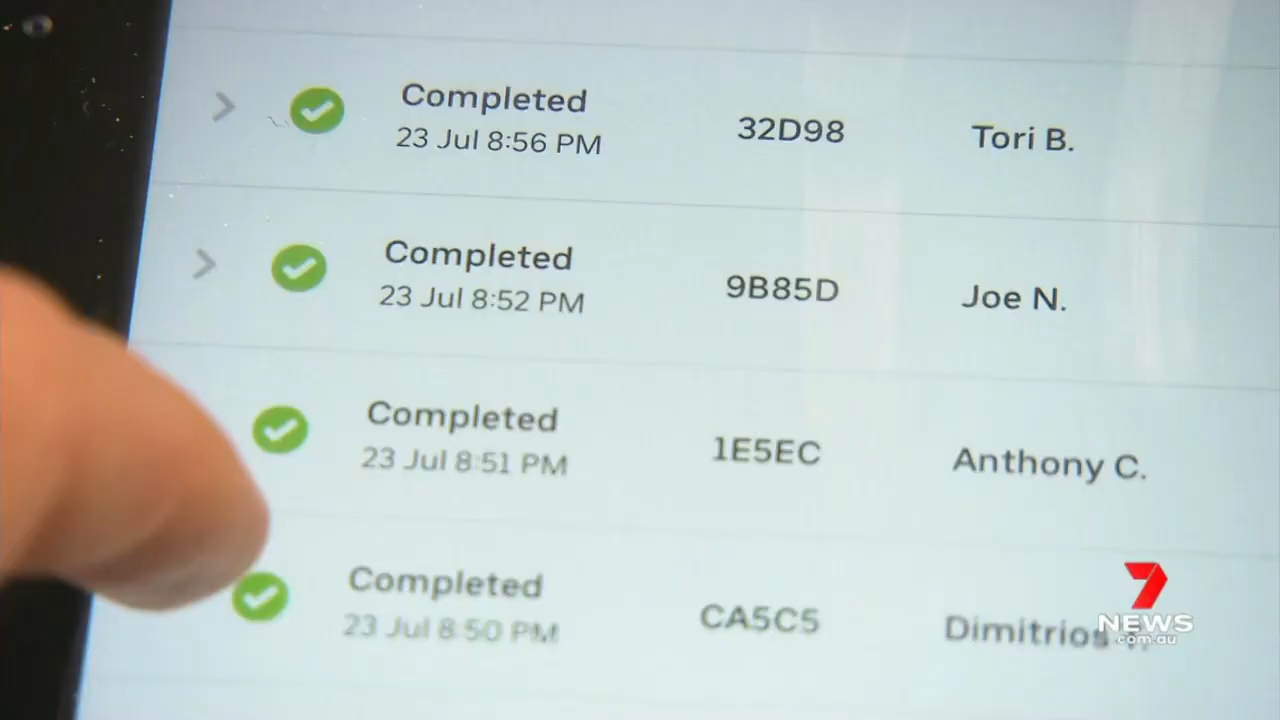 Completed
23 Jul 8:56 PM
32D98
Tori B.
Completed
23 Jul 8:52 PM
9B85D
Joe N.
Completed
23 Jul 8:51 PM
1E5EC
Anthony C.
Completed
23 Jul 8:50 PM
CA5C5
Dimitrios
7
NEWS
.com.au